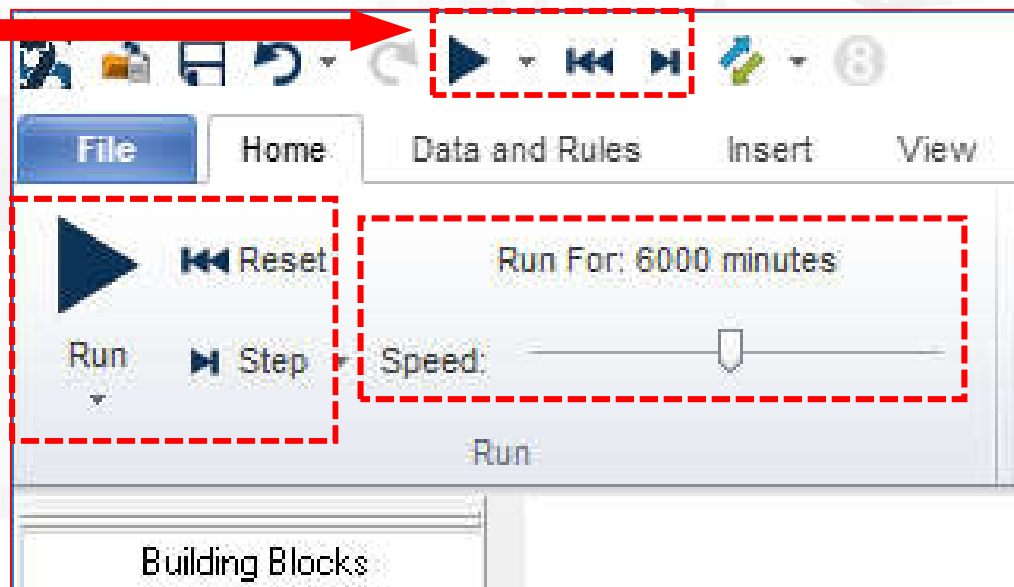 File Home Data and Rules Insert View
Reset Run For: 6000 minutes
Run Step Speed:
Run
Building Blocks